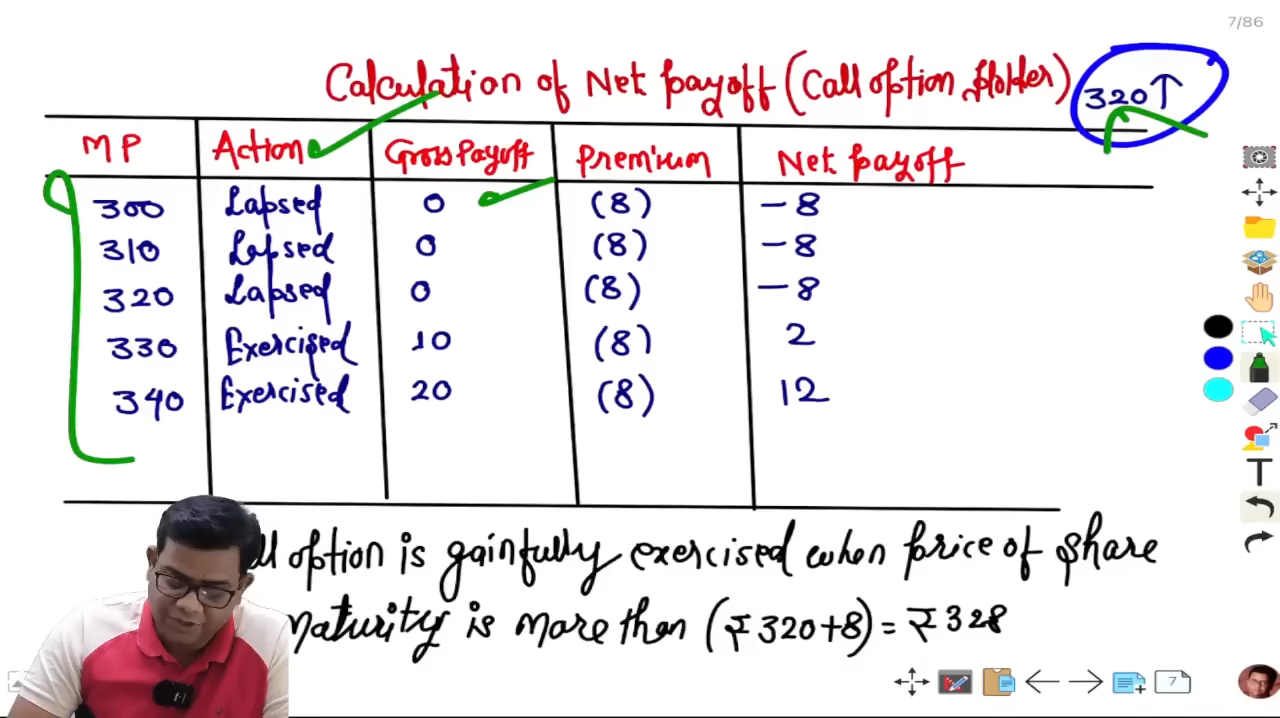 7/86
Calculation of Net Payoff (Call option Holder) 320↑
MP Action Gross Payoff Premium Net Payoff
300 Lapsed 0 (8) -8
310 Lapsed 0 (8) -8
320 Lapsed 0 (8) -8
330 Exercised 10 (8) 2
340 Exercised 20 (8) 12
option is gainfully exercised when price of share
maturity is more than (₹320+8) = ₹328
7